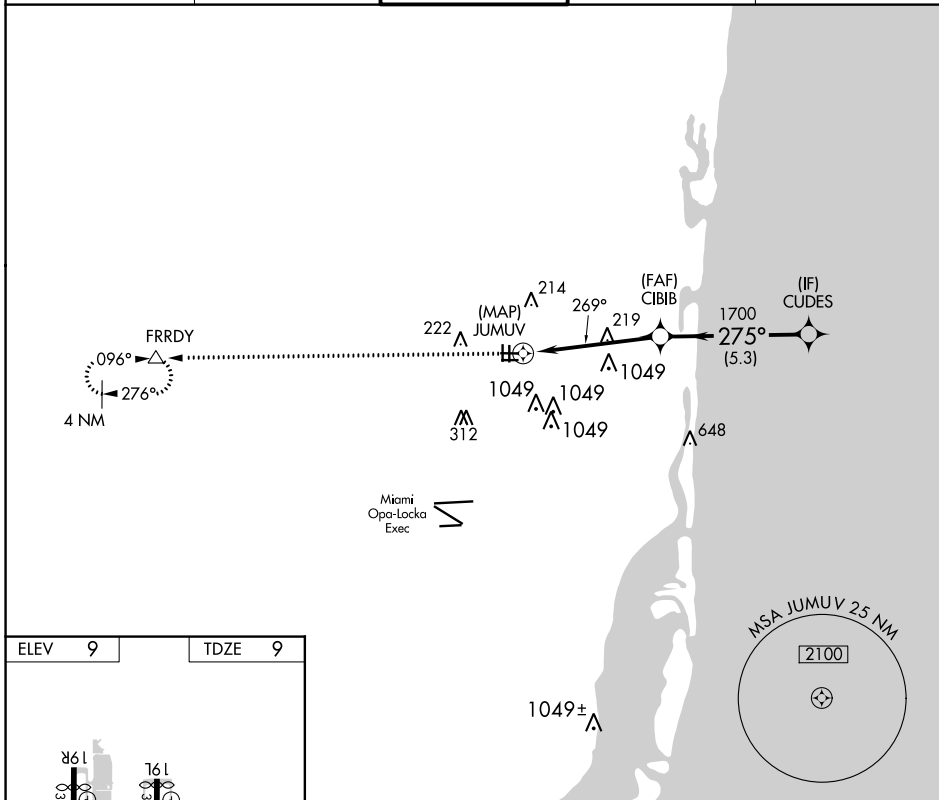 (FAF)
CIBIB
(IF)
CUDES
214
(MAP)
JUMUV
269°
219
1700
275°
(5.3)
222
FRRDY
096°
276°
4 NM
1049
1049
1049
1049
312
648
Miami
Opa-Locka
Exec
MSA JUMUV 25 NM
2100
ELEV 9
TDZE 9
1049±
19R
19L
3
3